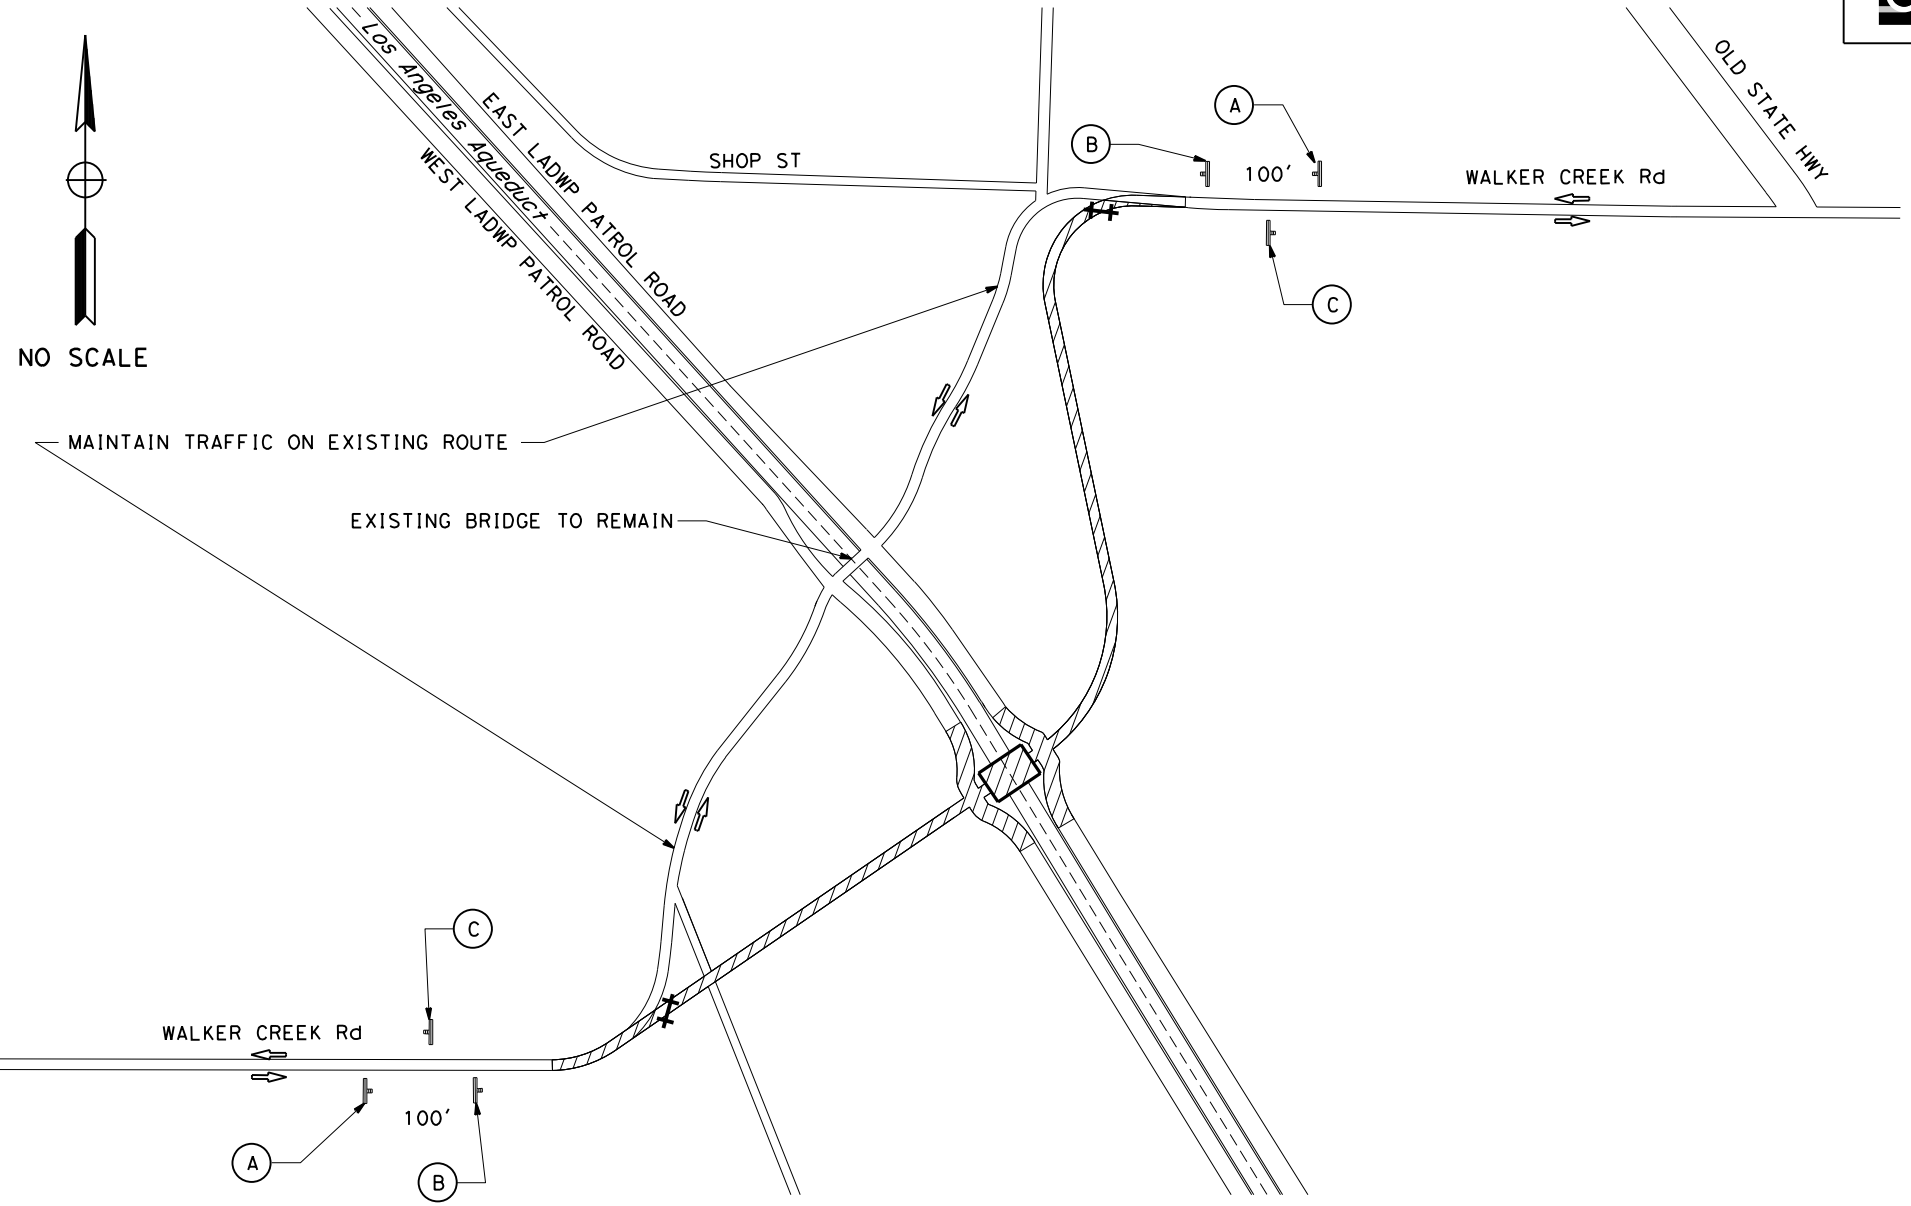 Los Angeles Aqueduct
EAST LADWP PATROL ROAD
WEST LADWP PATROL ROAD
OLD STATE HWY
A
B
SHOP ST
100'
WALKER CREEK Rd
C
NO SCALE
MAINTAIN TRAFFIC ON EXISTING ROUTE
EXISTING BRIDGE TO REMAIN
C
WALKER CREEK Rd
100'
A
B